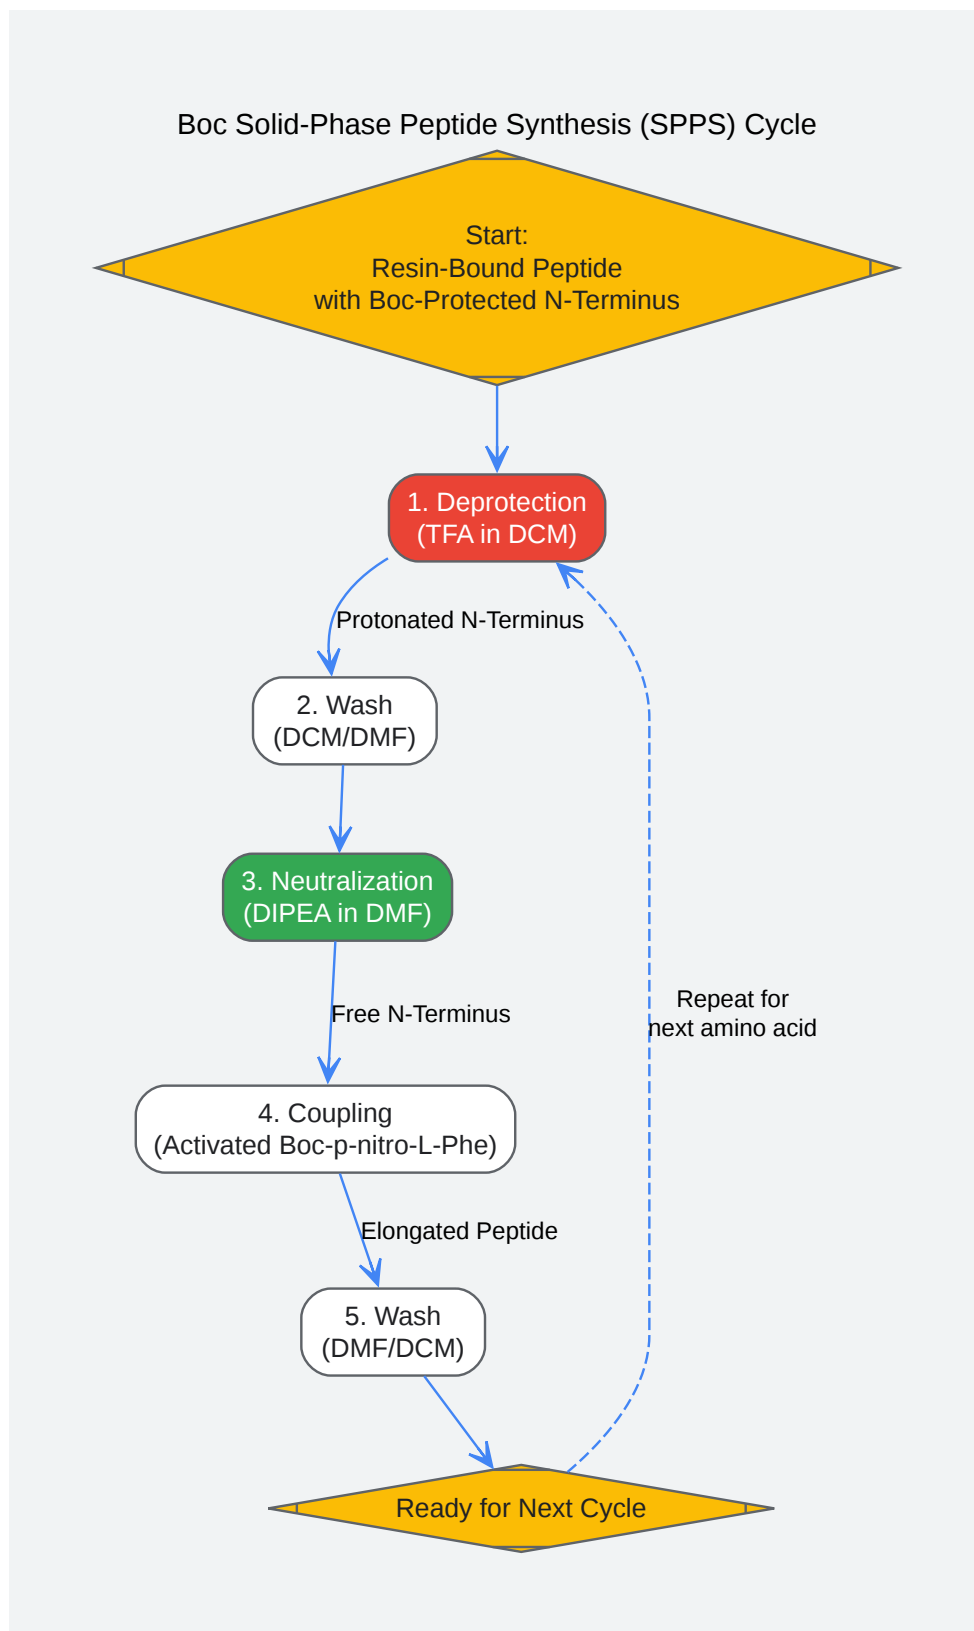 Boc Solid-Phase Peptide Synthesis (SPPS) Cycle
Start:
Resin-Bound Peptide
with Boc-Protected N-Terminus
1. Deprotection
(TFA in DCM)
Protonated N-Terminus
2. Wash
(DCM/DMF)
3. Neutralization
(DIPEA in DMF)
Free N-Terminus
Repeat for
next amino acid
4. Coupling
(Activated Boc-p-nitro-L-Phe)
Elongated Peptide
5. Wash
(DMF/DCM)
Ready for Next Cycle